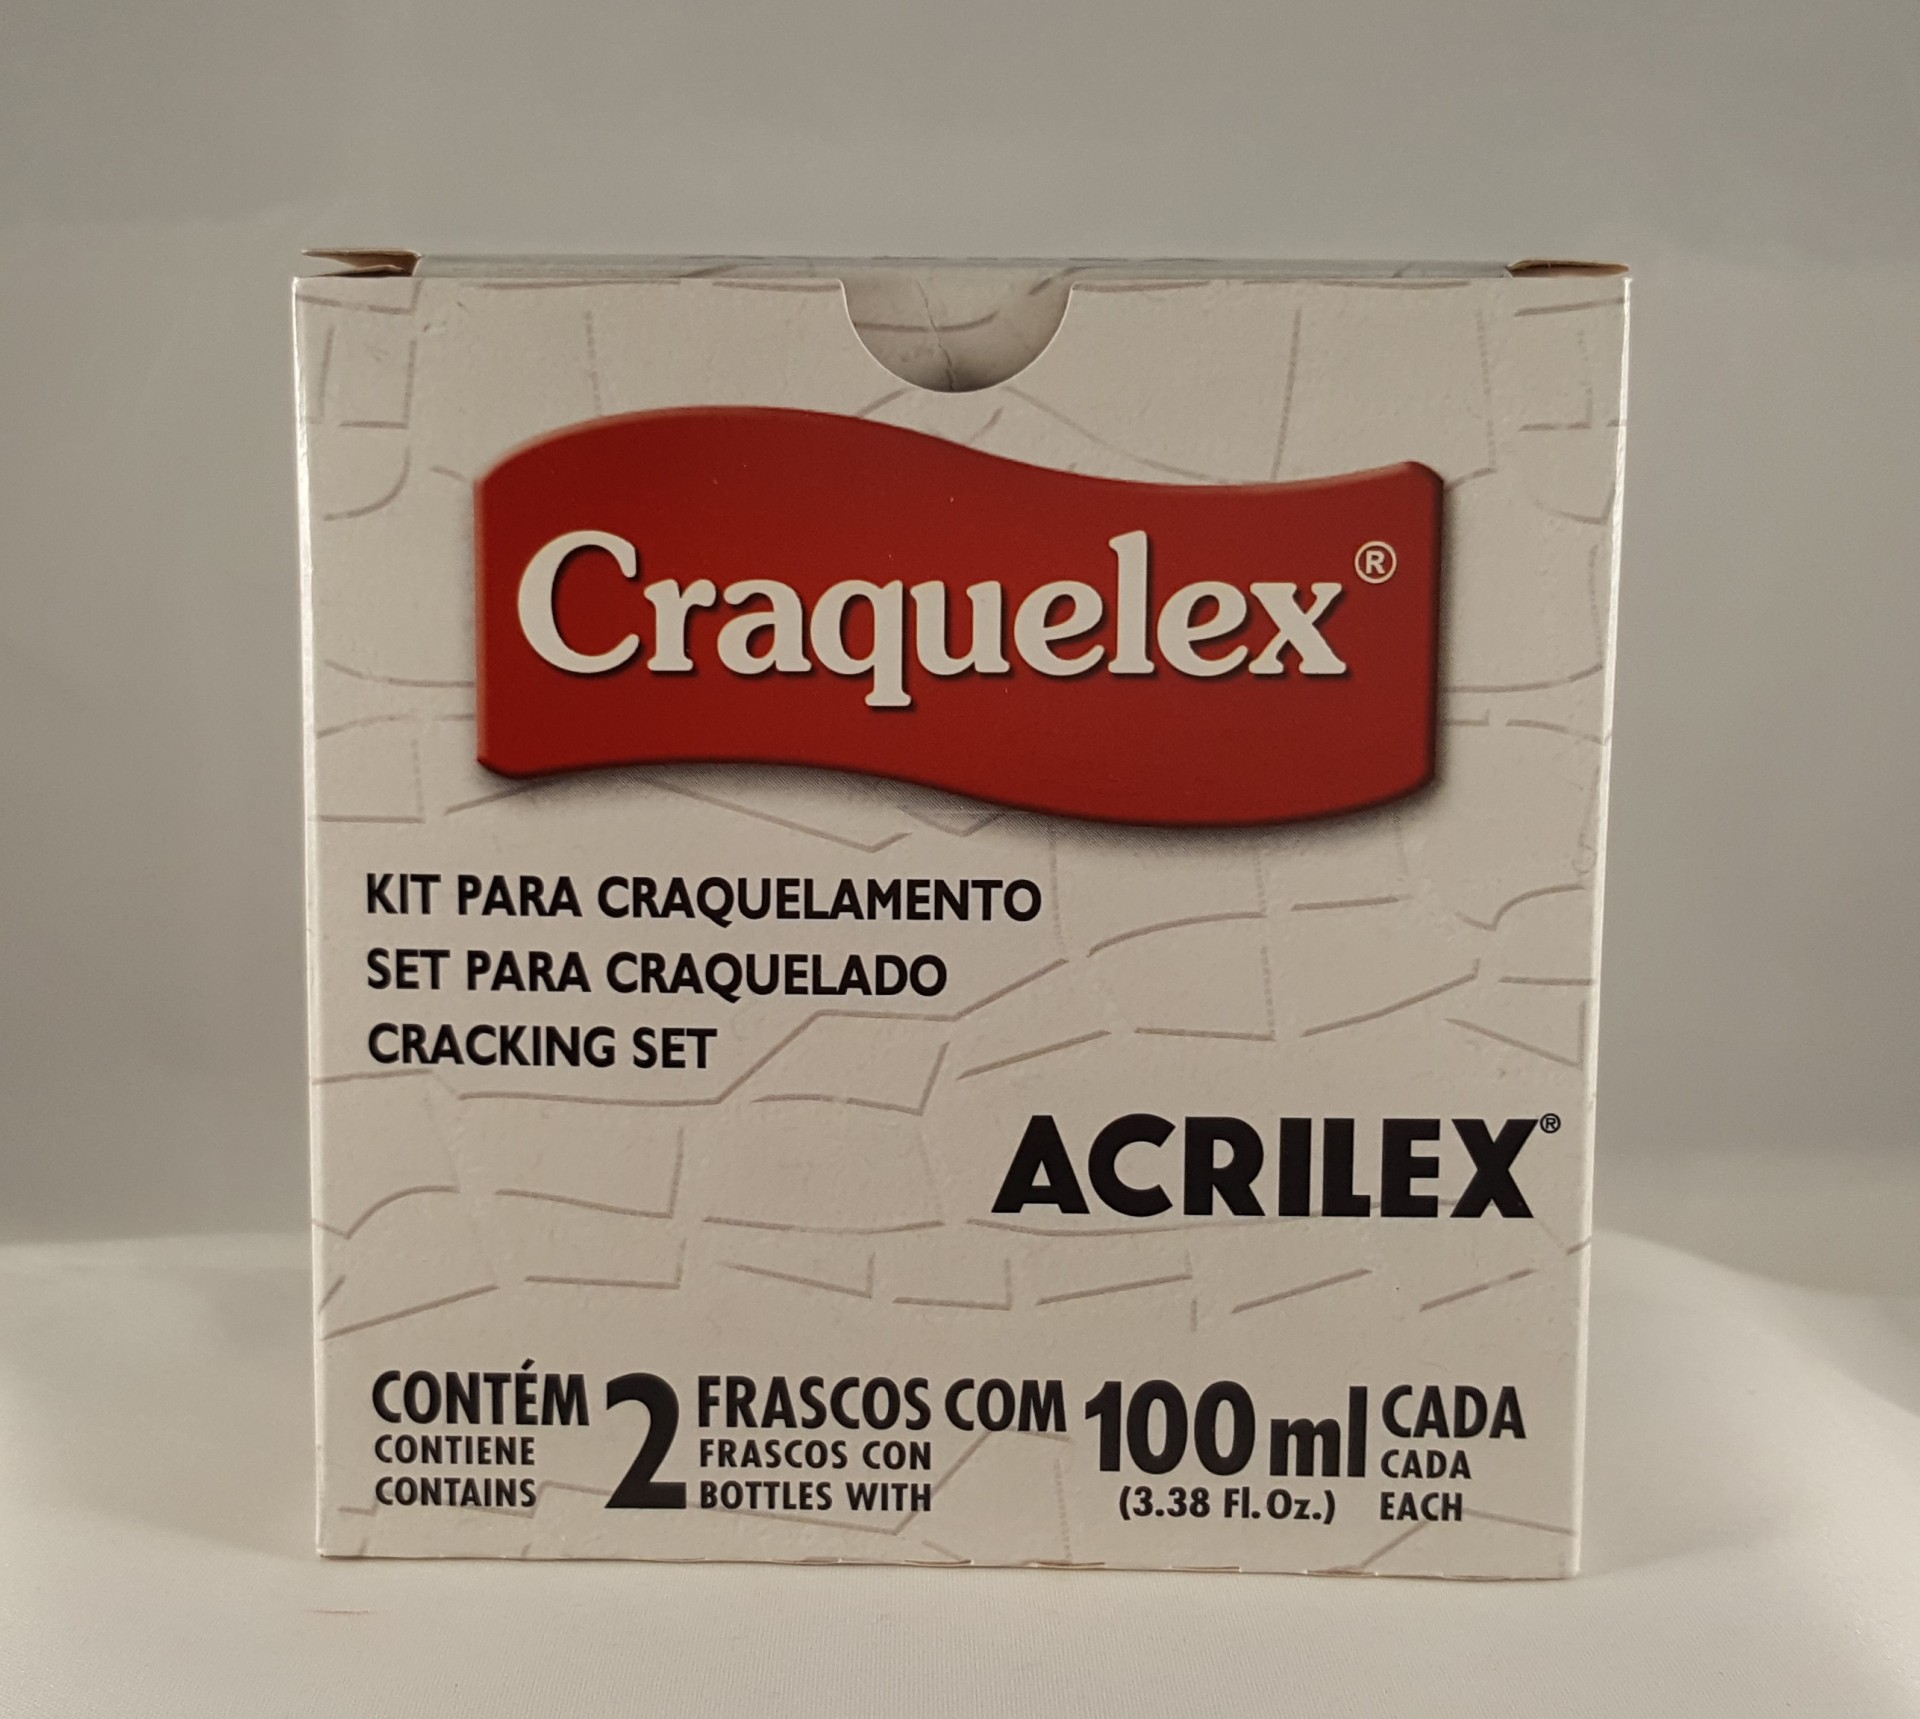 Craquelex®
KIT PARA CRAQUELAMENTO
SET PARA CRAQUELADO
CRACKING SET
ACRILEX®
CONTÉM 2 FRASCOS COM 100 ml CADA
CONTIENE FRASCOS CON CADA
CONTAINS BOTTLES WITH (3.38 Fl. Oz.) EACH